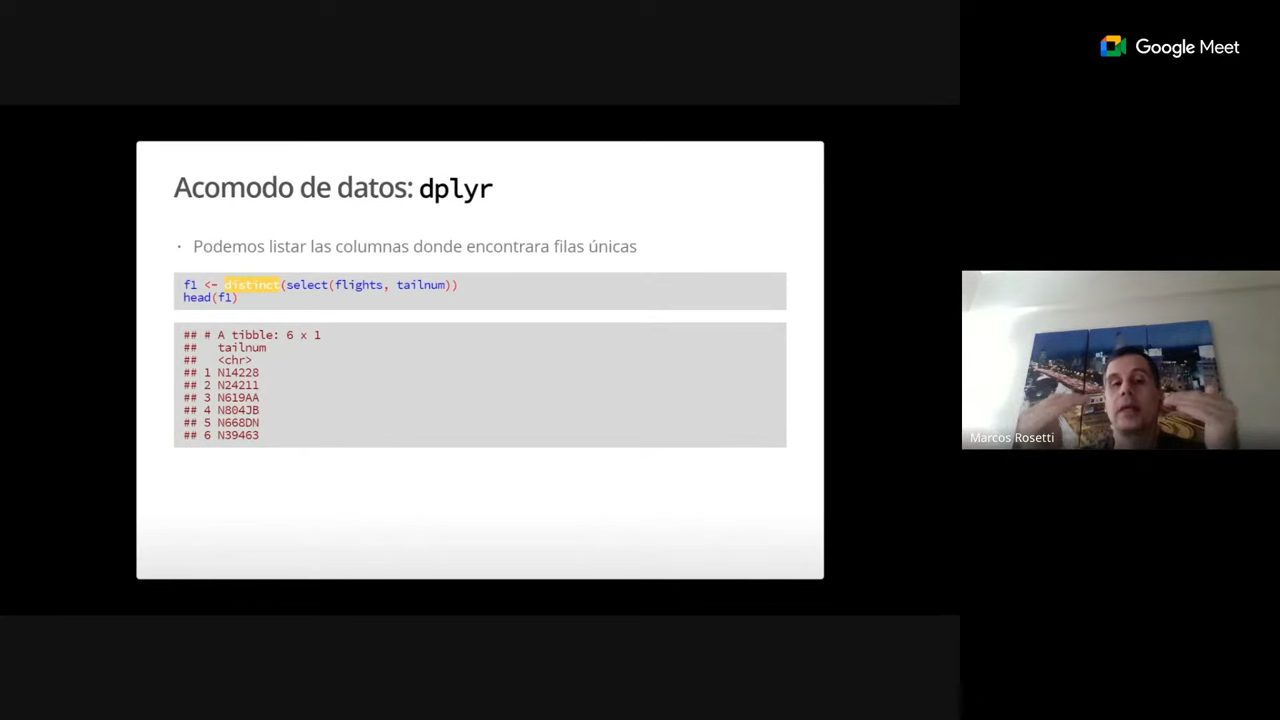 Google Meet
Acomodo de datos: dplyr
· Podemos listar las columnas donde encontrara filas únicas
f1 <- distinct(select(flights, tailnum))
head(f1)
## # A tibble: 6 x 1
##   tailnum
##   <chr>
## 1 N14228
## 2 N24211
## 3 N619AA
## 4 N804JB
## 5 N668DN
## 6 N39463
Marcos Rosetti